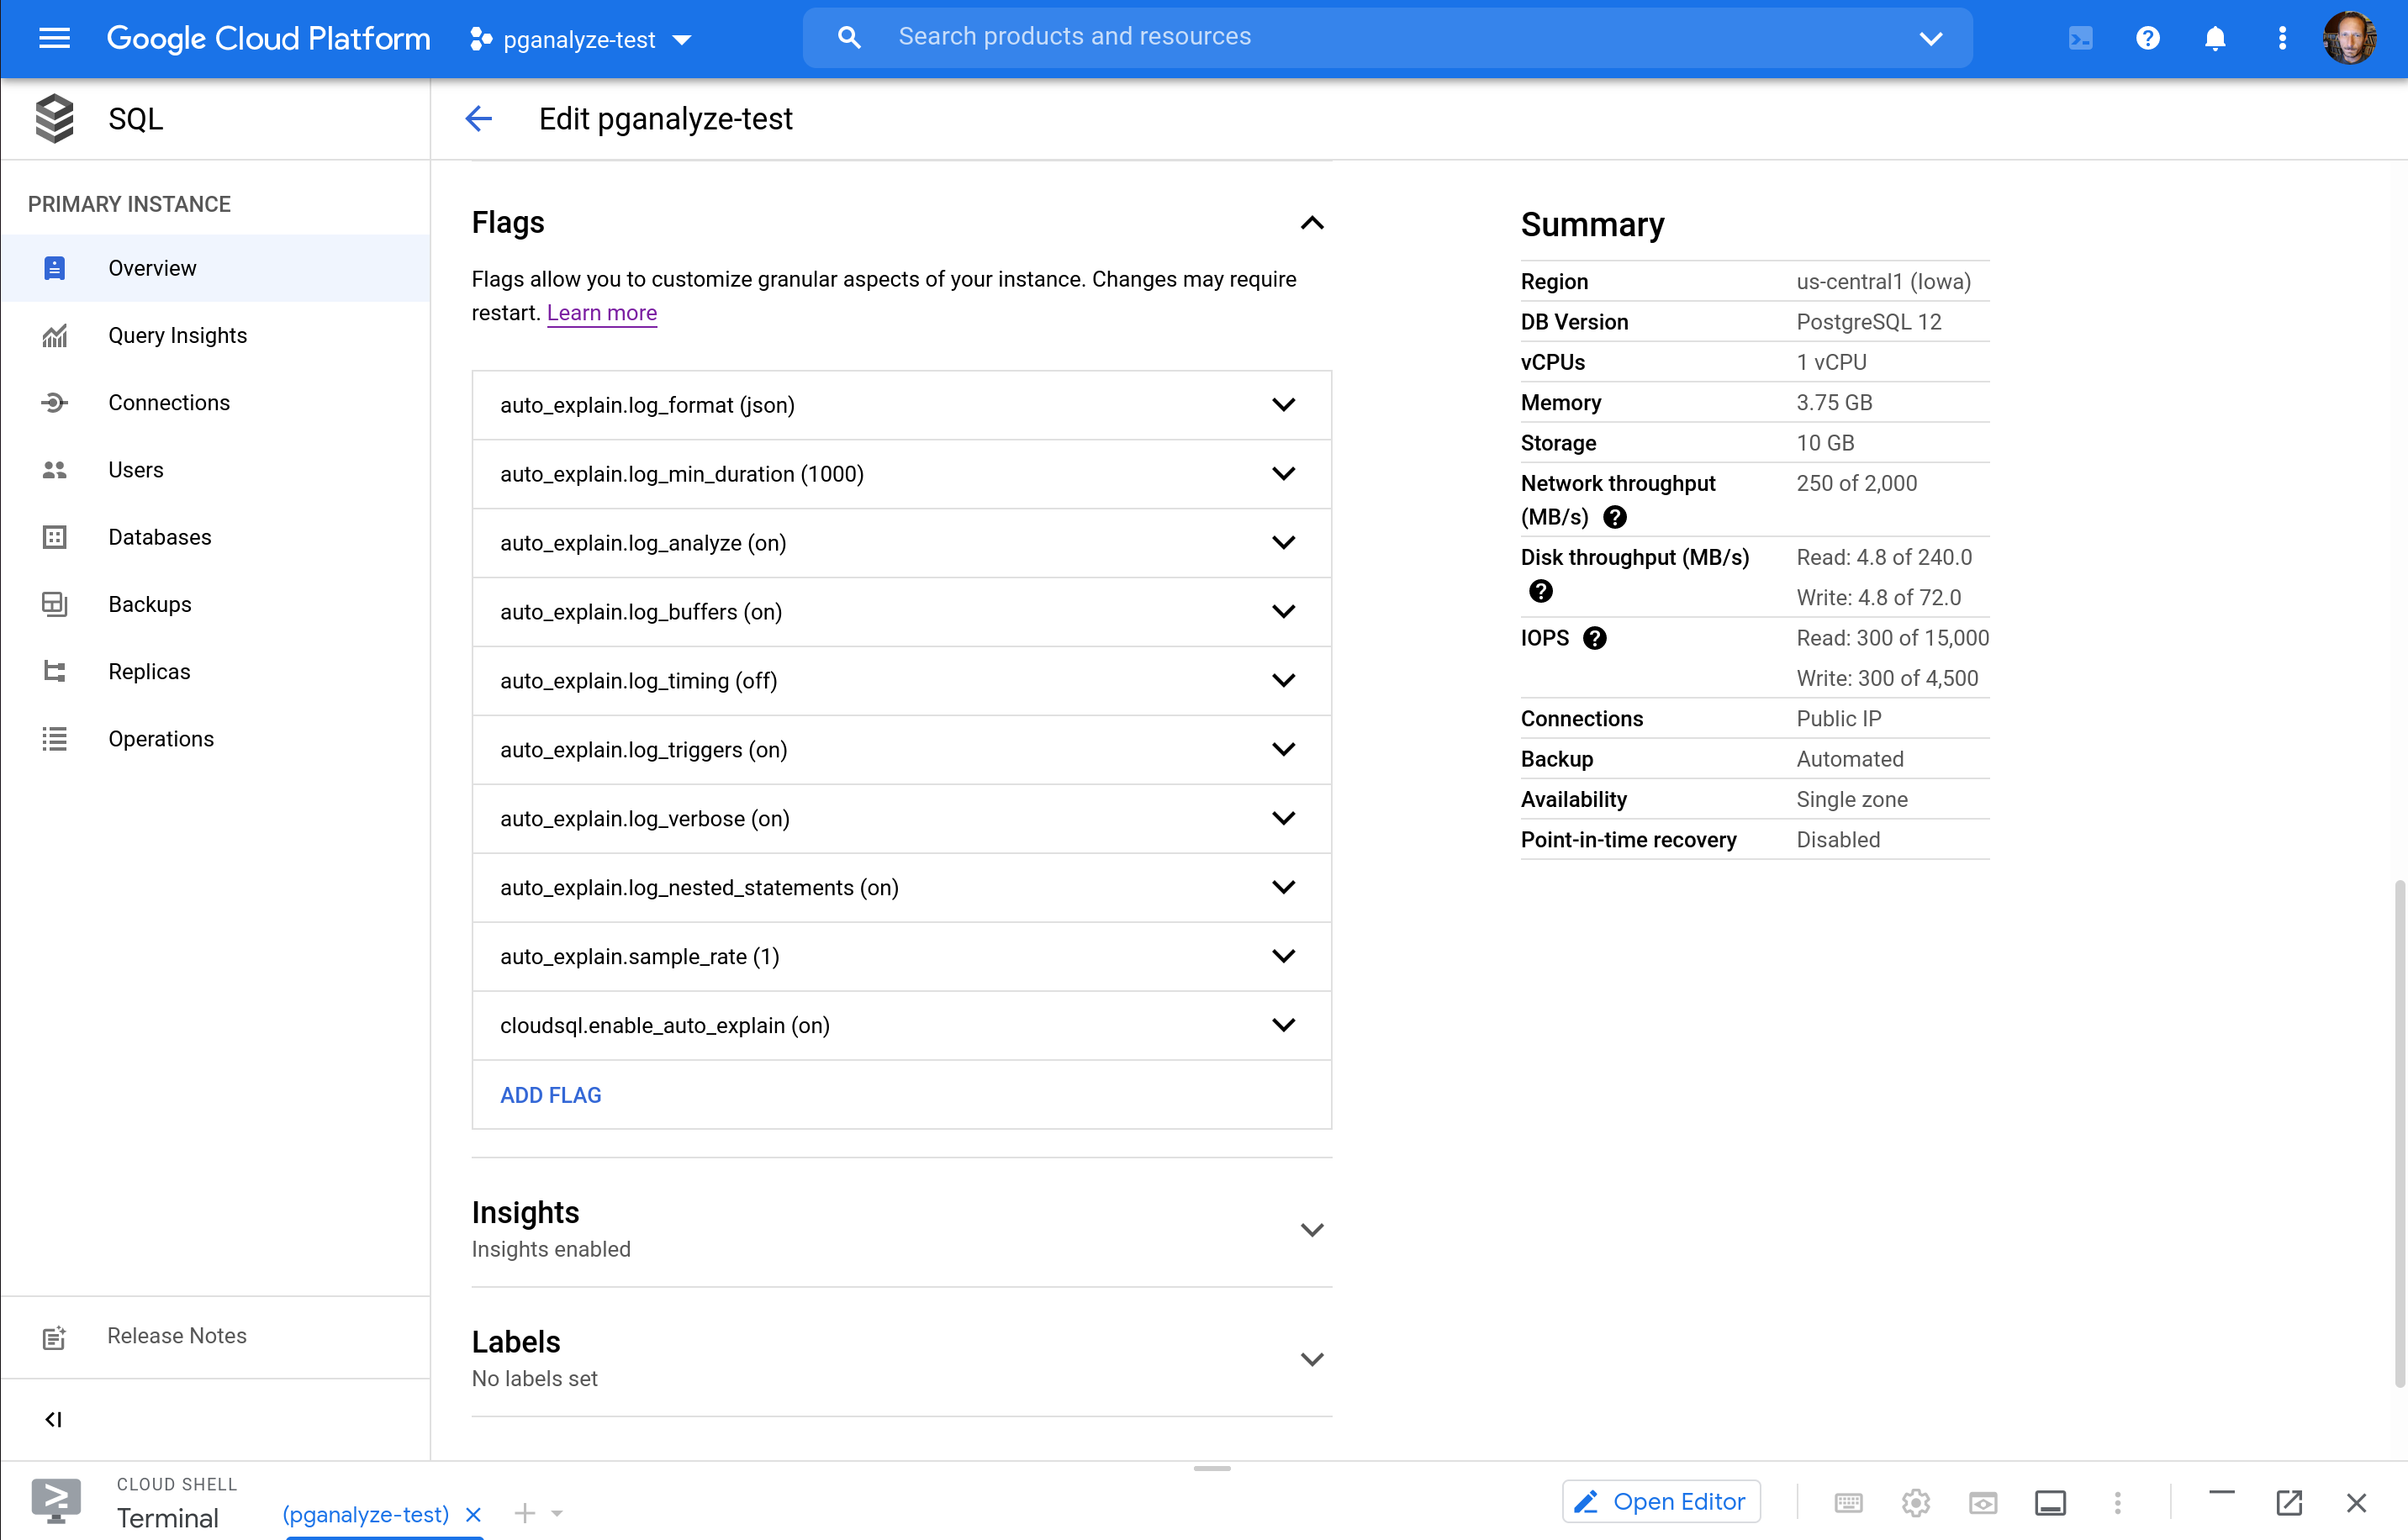 Google Cloud Platform
pganalyze-test
Search products and resources
SQL
Edit pganalyze-test
PRIMARY INSTANCE
Overview
Query Insights
Connections
Users
Databases
Backups
Replicas
Operations
Release Notes
Flags
Flags allow you to customize granular aspects of your instance. Changes may require
restart. Learn more
auto_explain.log_format (json)
auto_explain.log_min_duration (1000)
auto_explain.log_analyze (on)
auto_explain.log_buffers (on)
auto_explain.log_timing (off)
auto_explain.log_triggers (on)
auto_explain.log_verbose (on)
auto_explain.log_nested_statements (on)
auto_explain.sample_rate (1)
cloudsql.enable_auto_explain (on)
ADD FLAG
Insights
Insights enabled
Labels
No labels set
Summary
Region us-central1 (Iowa)
DB Version PostgreSQL 12
vCPUs 1 vCPU
Memory 3.75 GB
Storage 10 GB
Network throughput 250 of 2,000
(MB/s)
Disk throughput (MB/s) Read: 4.8 of 240.0
Write: 4.8 of 72.0
IOPS Read: 300 of 15,000
Write: 300 of 4,500
Connections Public IP
Backup Automated
Availability Single zone
Point-in-time recovery Disabled
CLOUD SHELL
Terminal
(pganalyze-test)
Open Editor